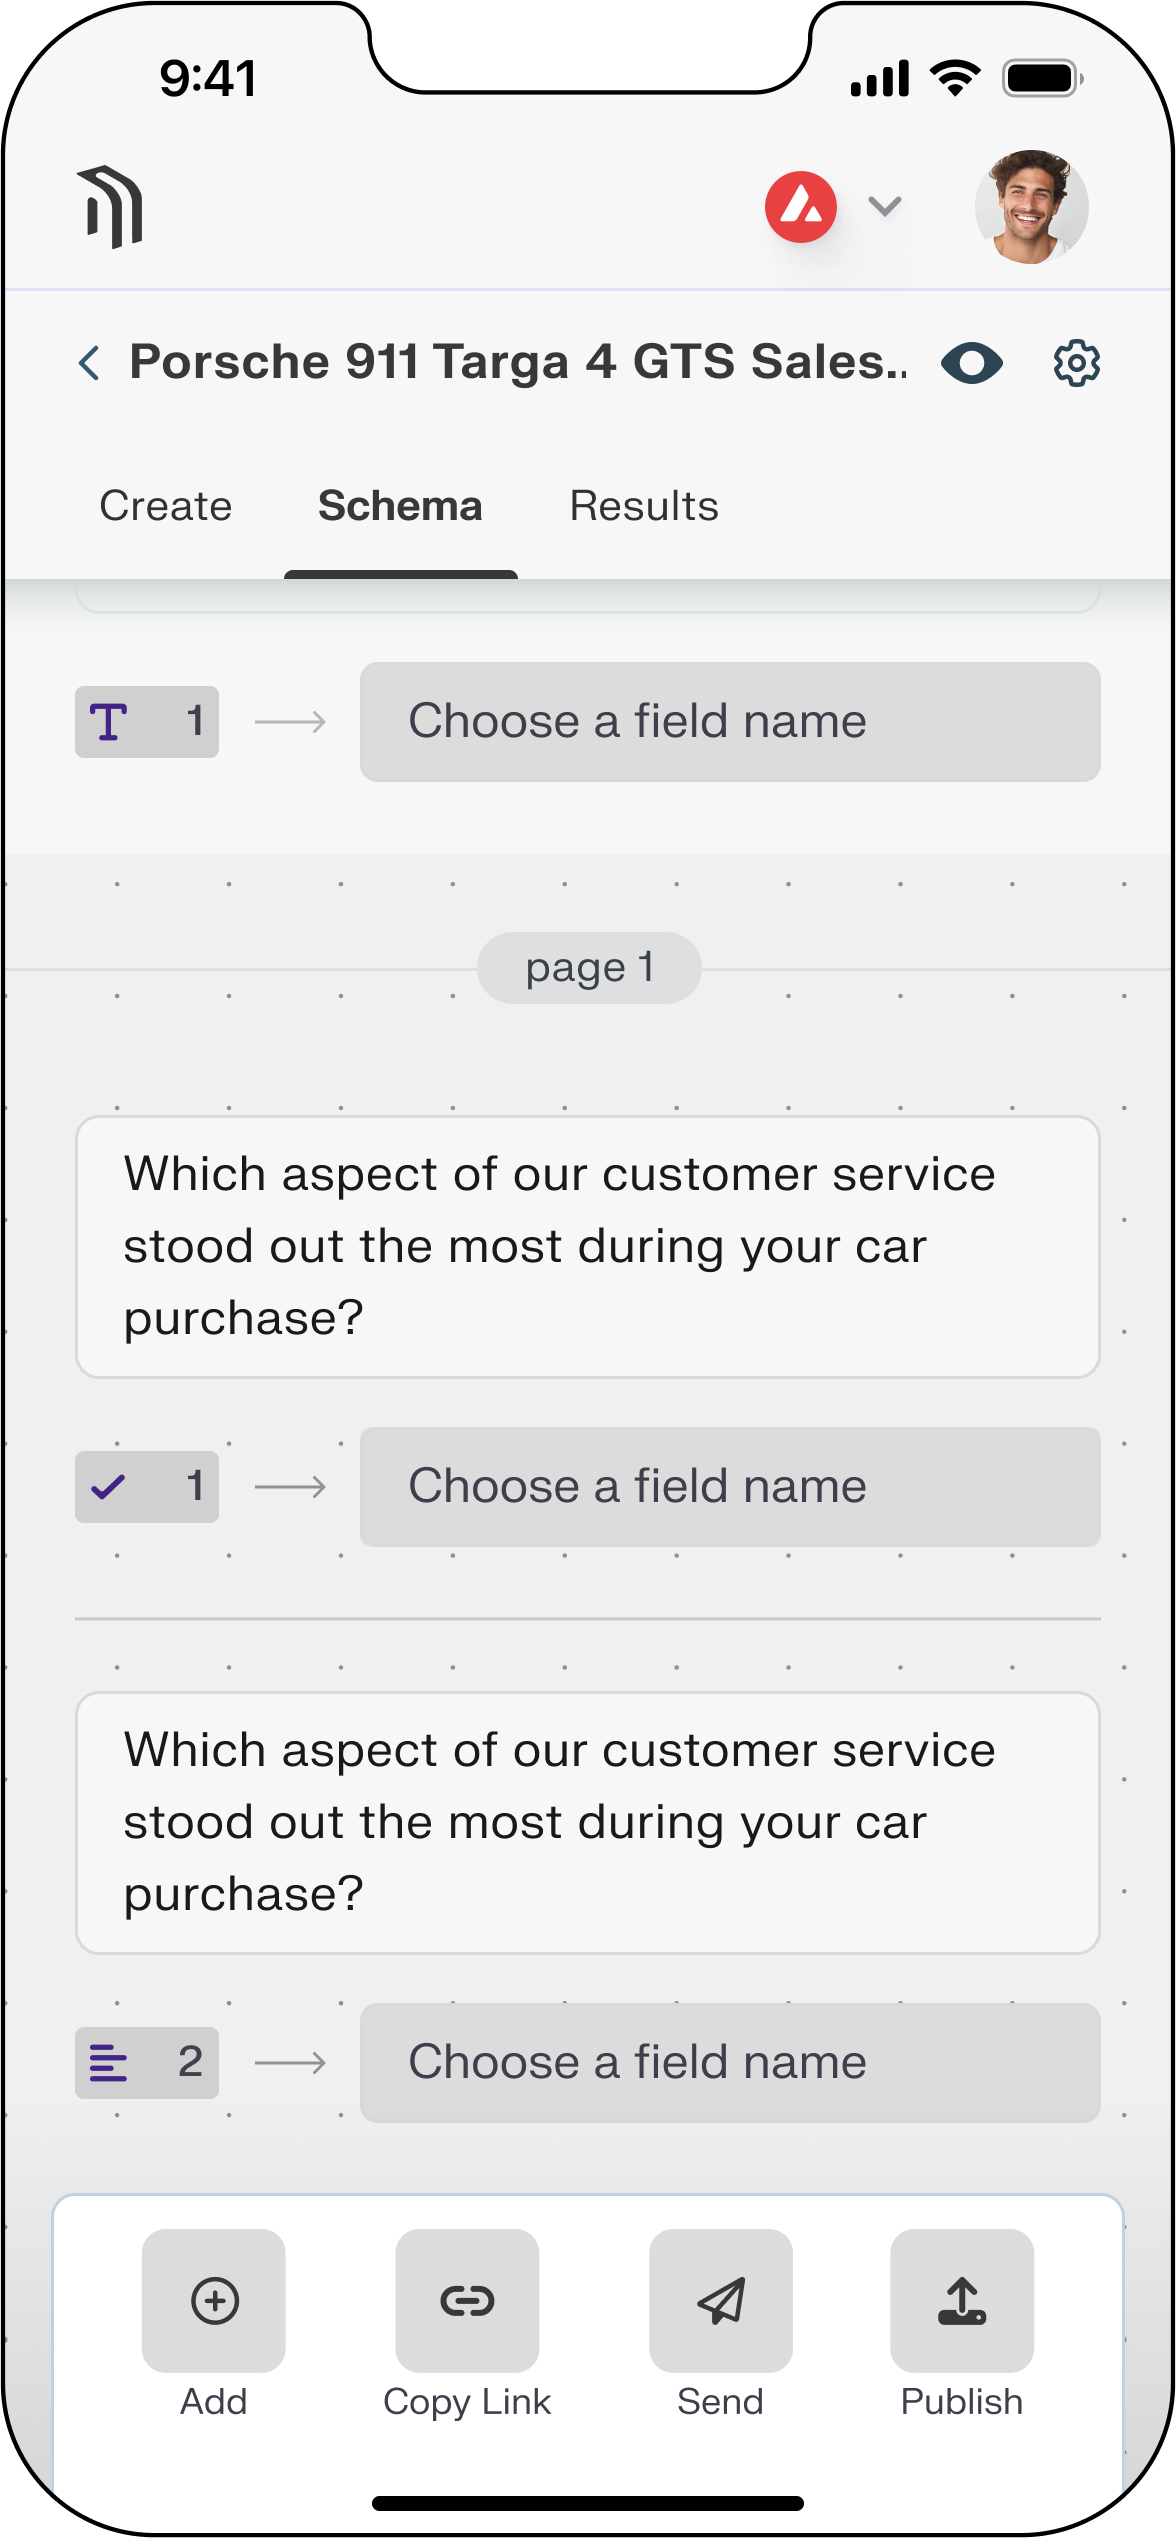 9:41
Porsche 911 Targa 4 GTS Sales..
Create Schema Results
1 Choose a field name
page 1
Which aspect of our customer service
stood out the most during your car
purchase?
1 Choose a field name
Which aspect of our customer service
stood out the most during your car
purchase?
2 Choose a field name
Add Copy Link Send Publish